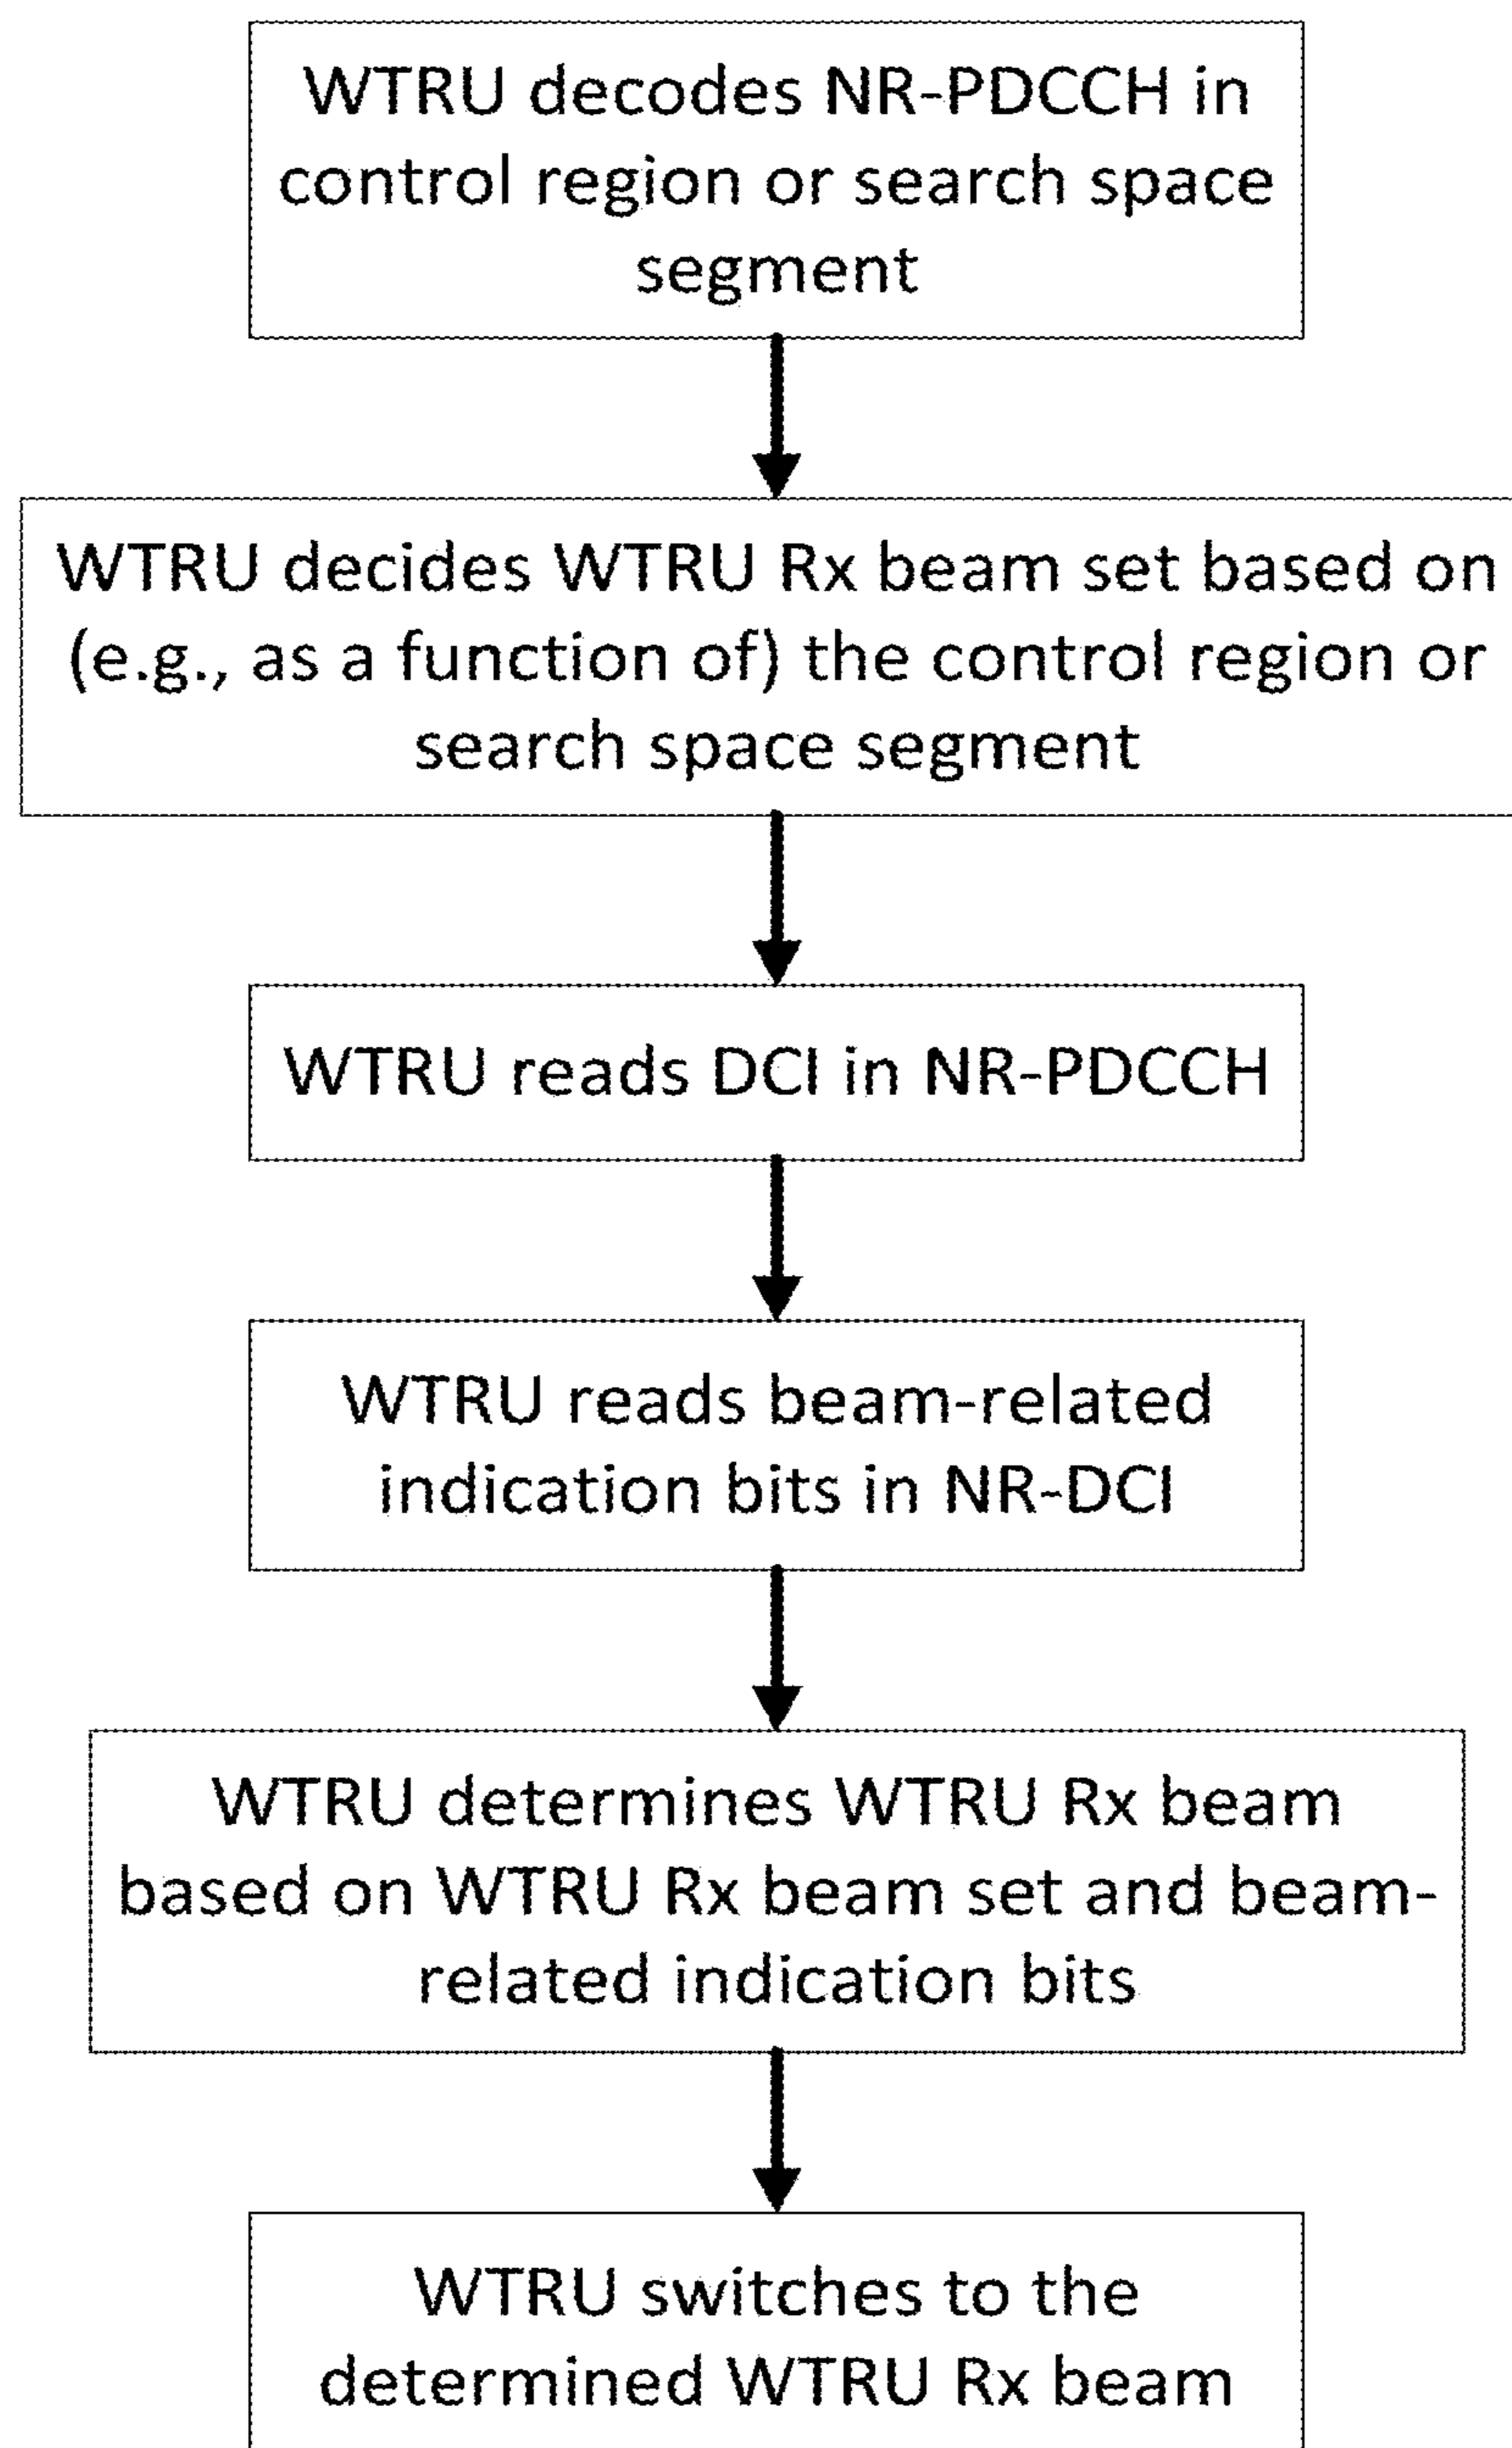 WTRU decodes NR-PDCCH in
control region or search space
segment
WTRU decides WTRU Rx beam set based on
(e.g., as a function of) the control region or
search space segment
WTRU reads DCI in NR-PDCCH
WTRU reads beam-related
indication bits in NR-DCI
WTRU determines WTRU Rx beam
based on WTRU Rx beam set and beam-
related indication bits
WTRU switches to the
determined WTRU Rx beam